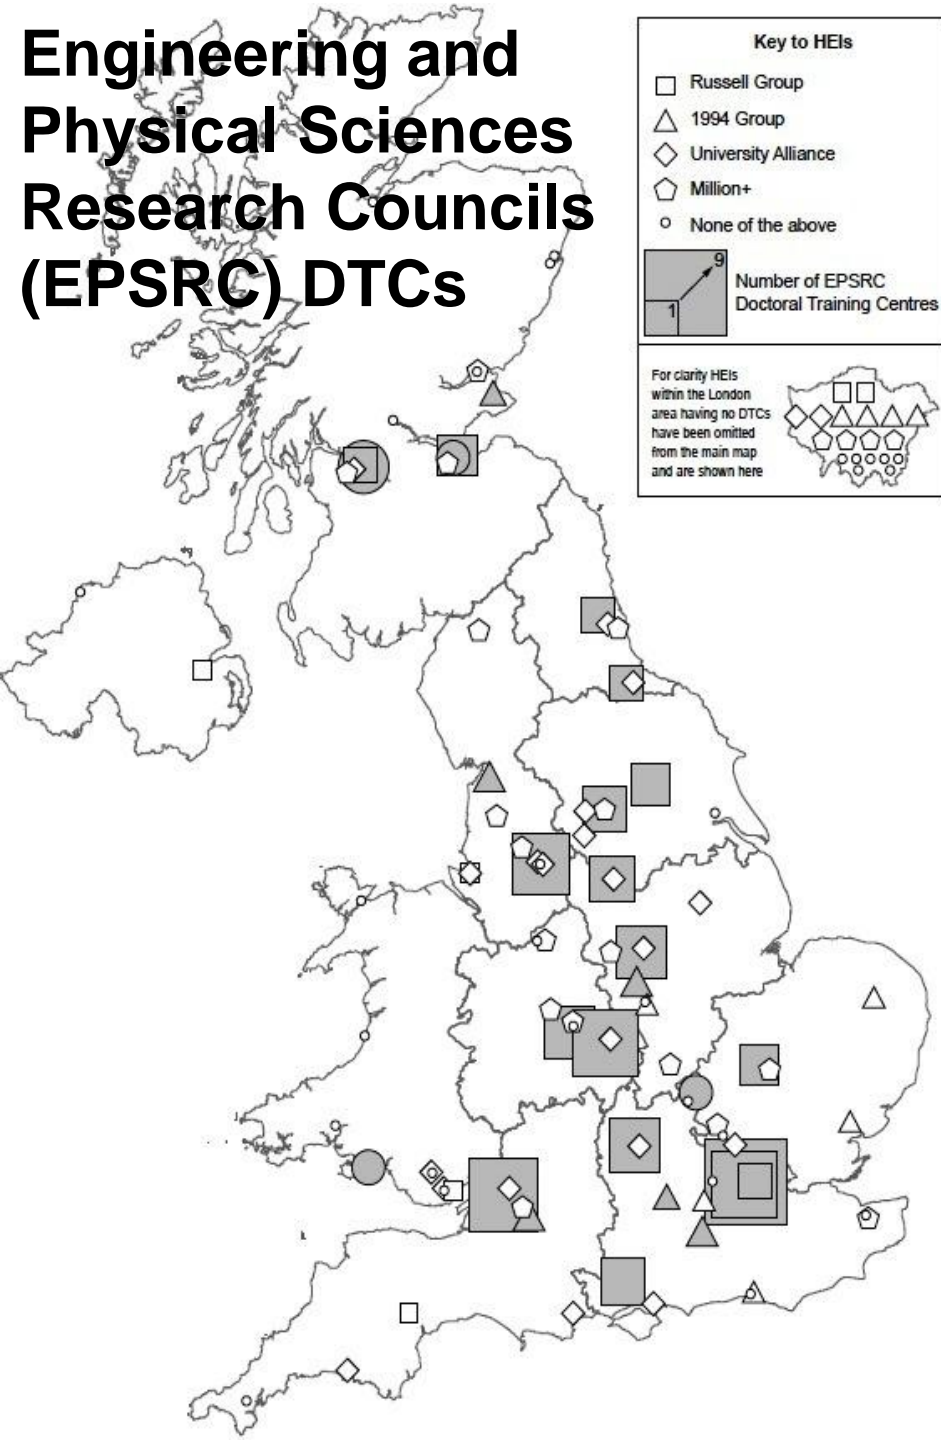 Engineering and
Physical Sciences
Research Councils
(EPSRC) DTCs
Key to HEIs
Russell Group
1994 Group
University Alliance
Million+
None of the above
9
1
Number of EPSRC
Doctoral Training Centres
For clarity HEIs
within the London
area having no DTCs
have been omitted
from the main map
and are shown here